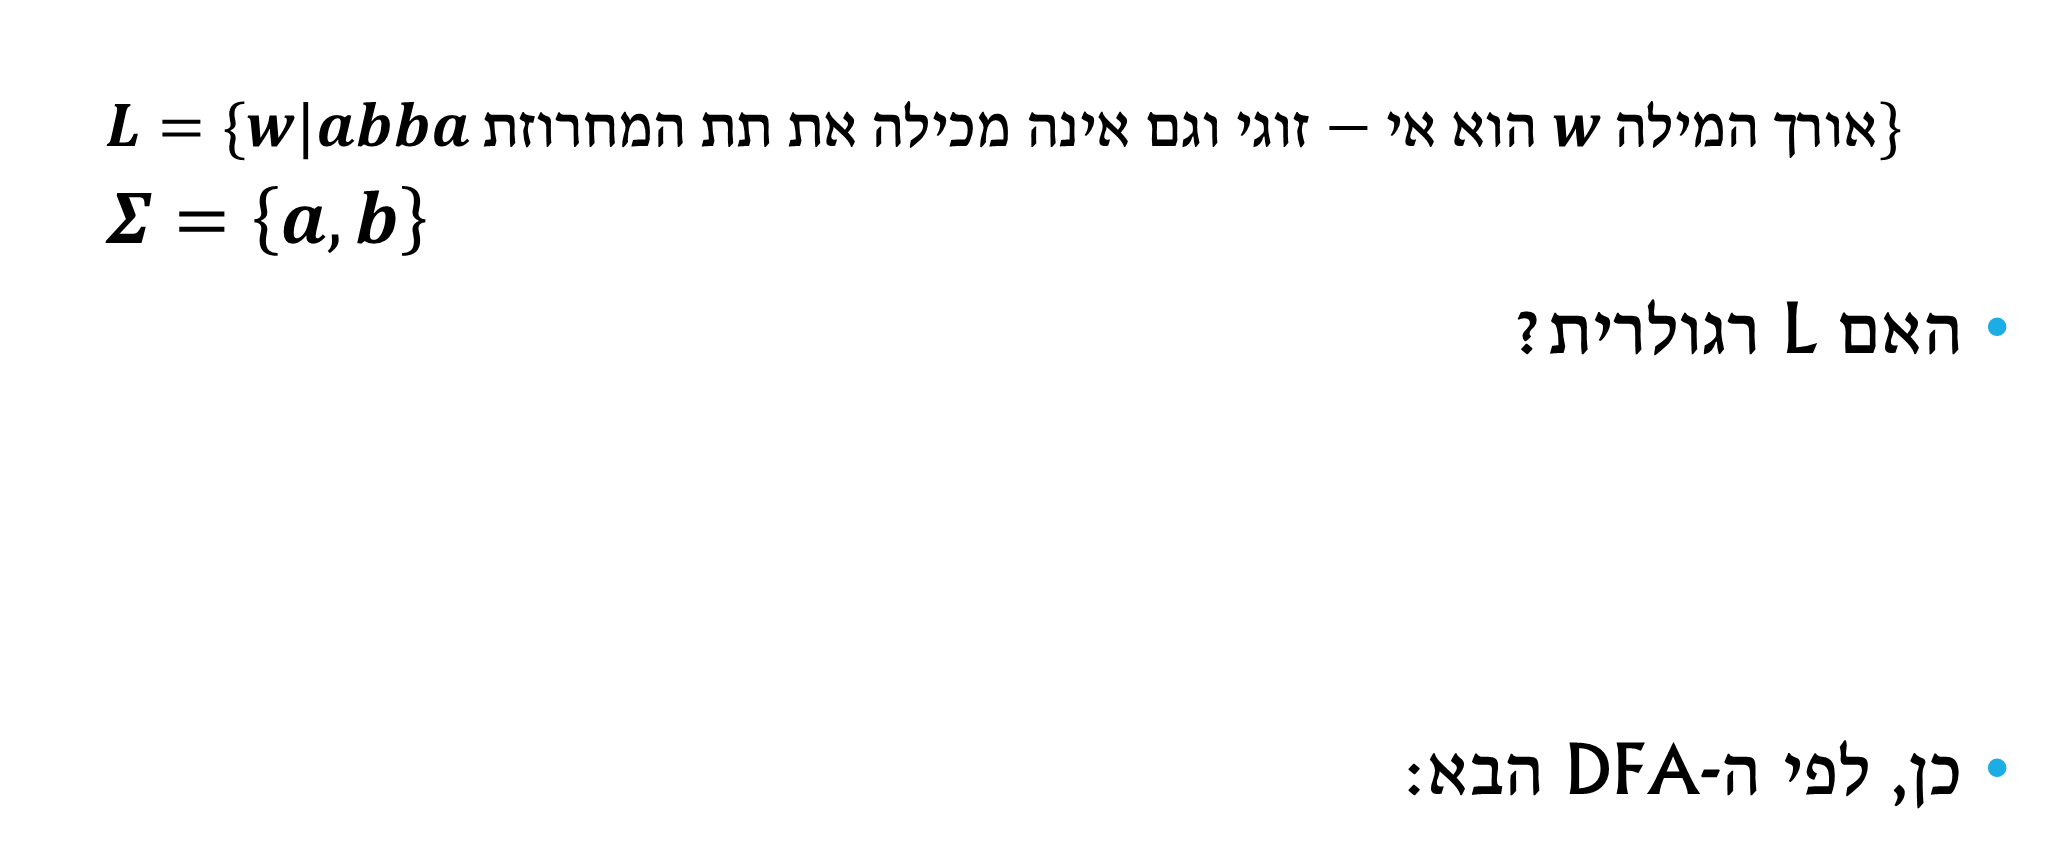 L = {w|abba אורך המילה w הוא אי − זוגי וגם אינה מכילה את תת המחרוזת}
Σ = {a, b}
• האם L רגולרית?
• כן, לפי ה-DFA הבא: